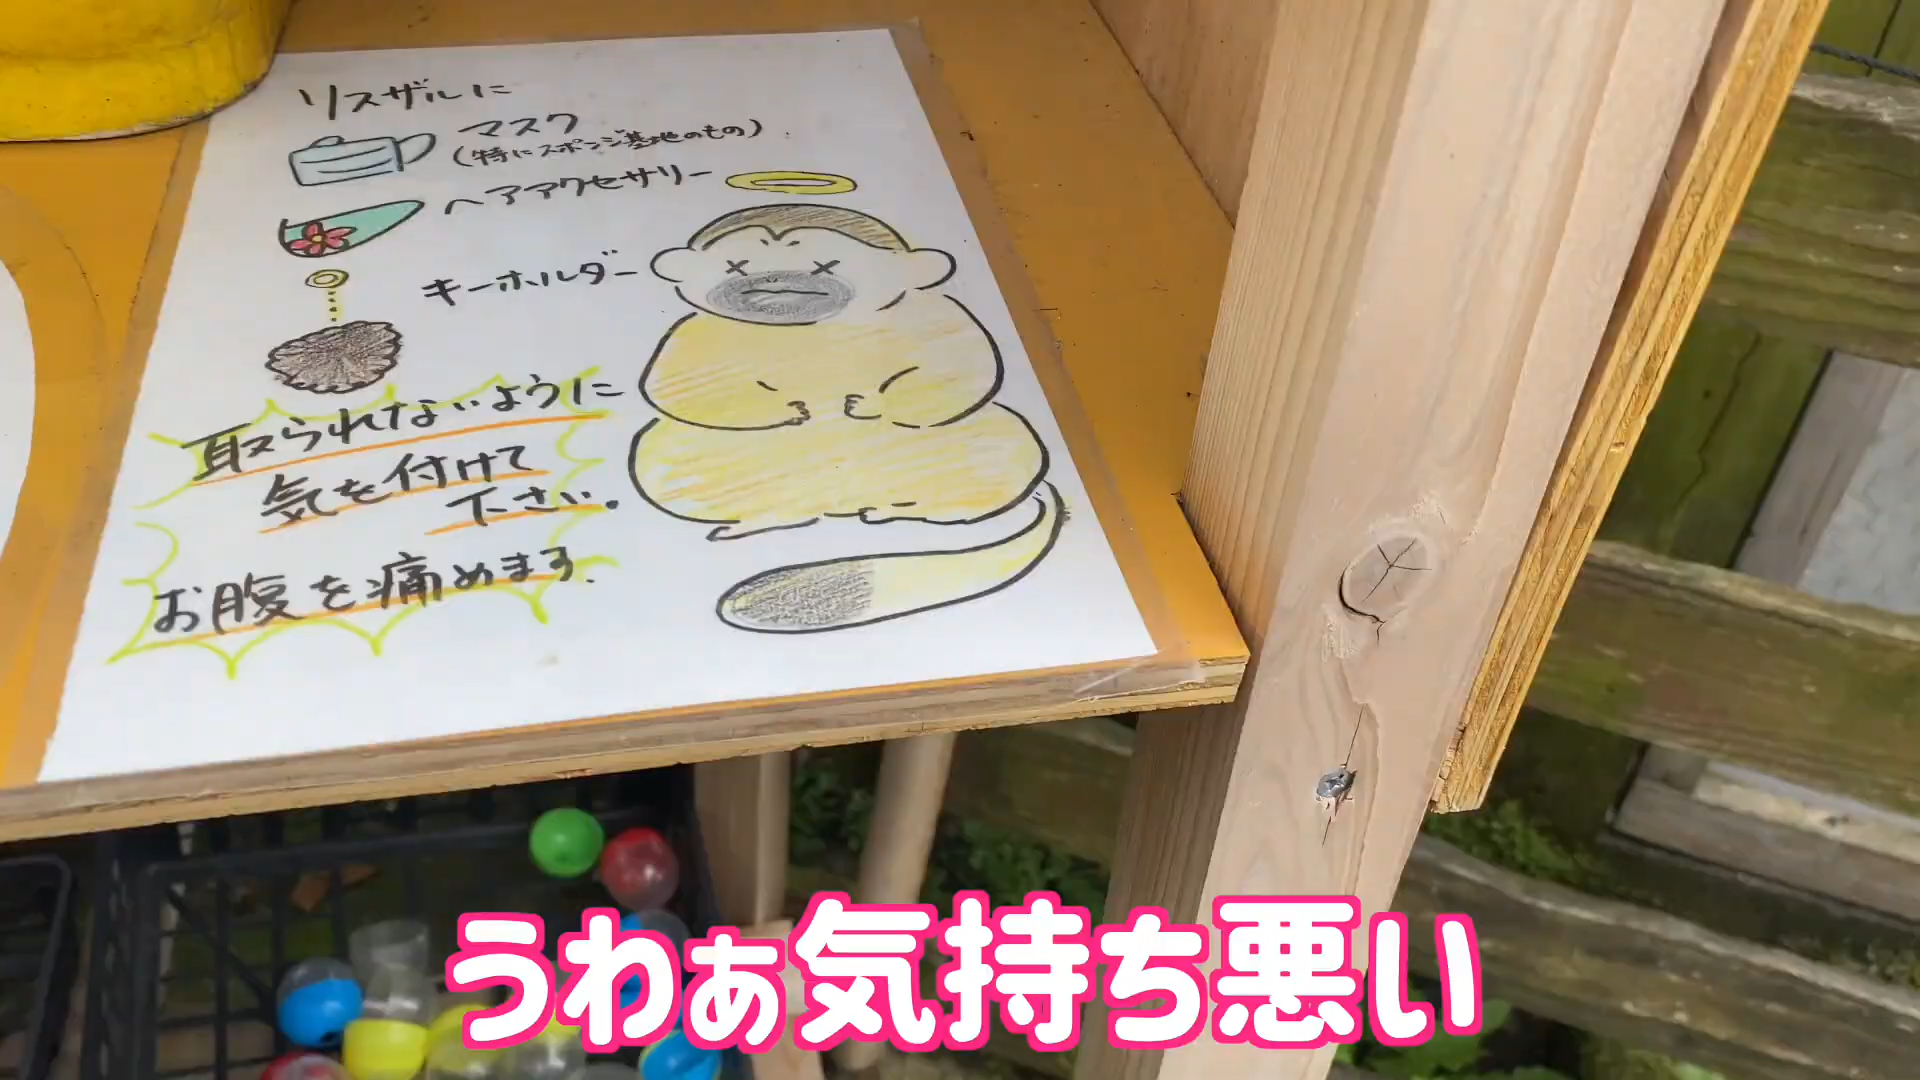 リスザルに
マスク
(特にスポンジ基地のもの)
ヘアアクセサリー
キーホルダー
取られないように
気を付けて
下さい。
お腹を痛めます.
うわぁ気持ち悪い